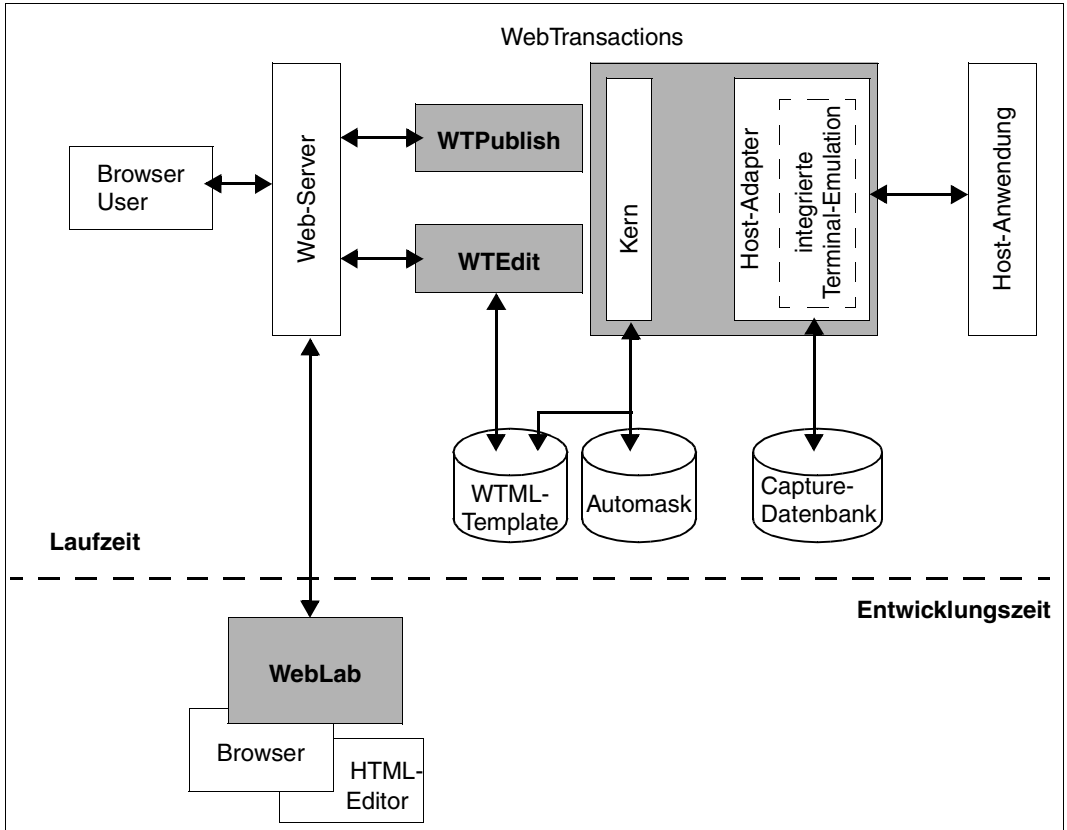 WebTransactions
Browser
User
Web-Server
WTPublish
WTEdit
Kern
Host-Adapter
integrierte
Terminal-Emulation
Host-Anwendung
WTML-
Template
Automask
Capture-
Datenbank
Laufzeit
Entwicklungszeit
WebLab
Browser
HTML-
Editor